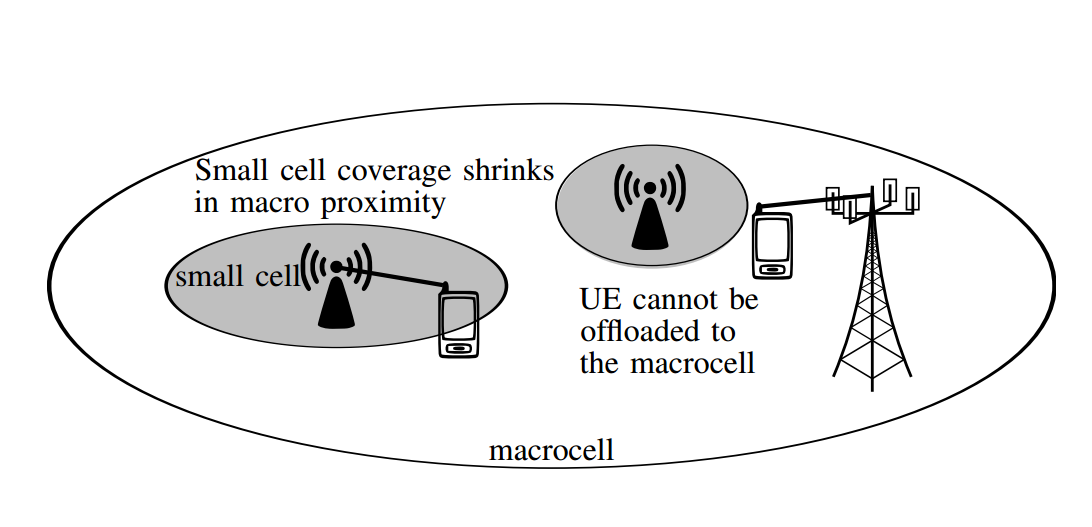 Small cell coverage shrinks
in macro proximity
small cell
UE cannot be
offloaded to
the macrocell
macrocell